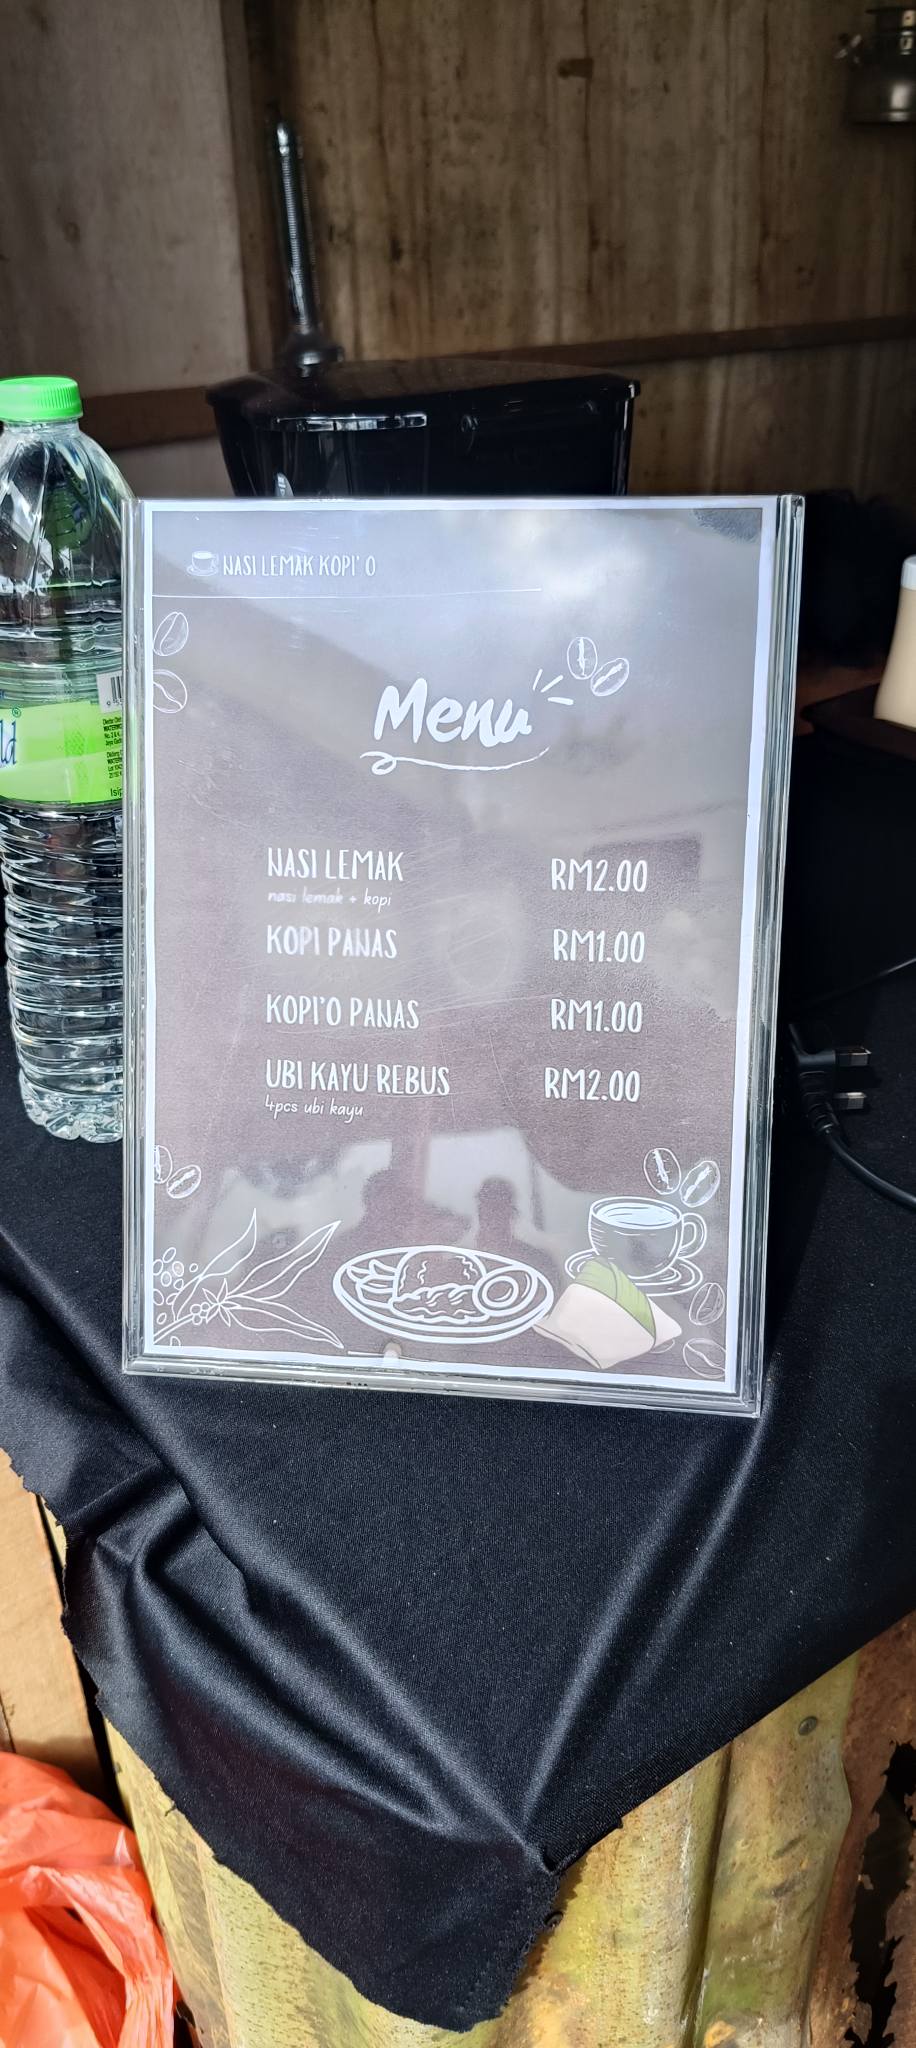 NASI LEMAK KOPI' O
Menu
NASI LEMAK RM2.00
nasi lemak + kopi
KOPI PANAS RM1.00
KOPI'O PANAS RM1.00
UBI KAYU REBUS RM2.00
4pcs ubi kayu